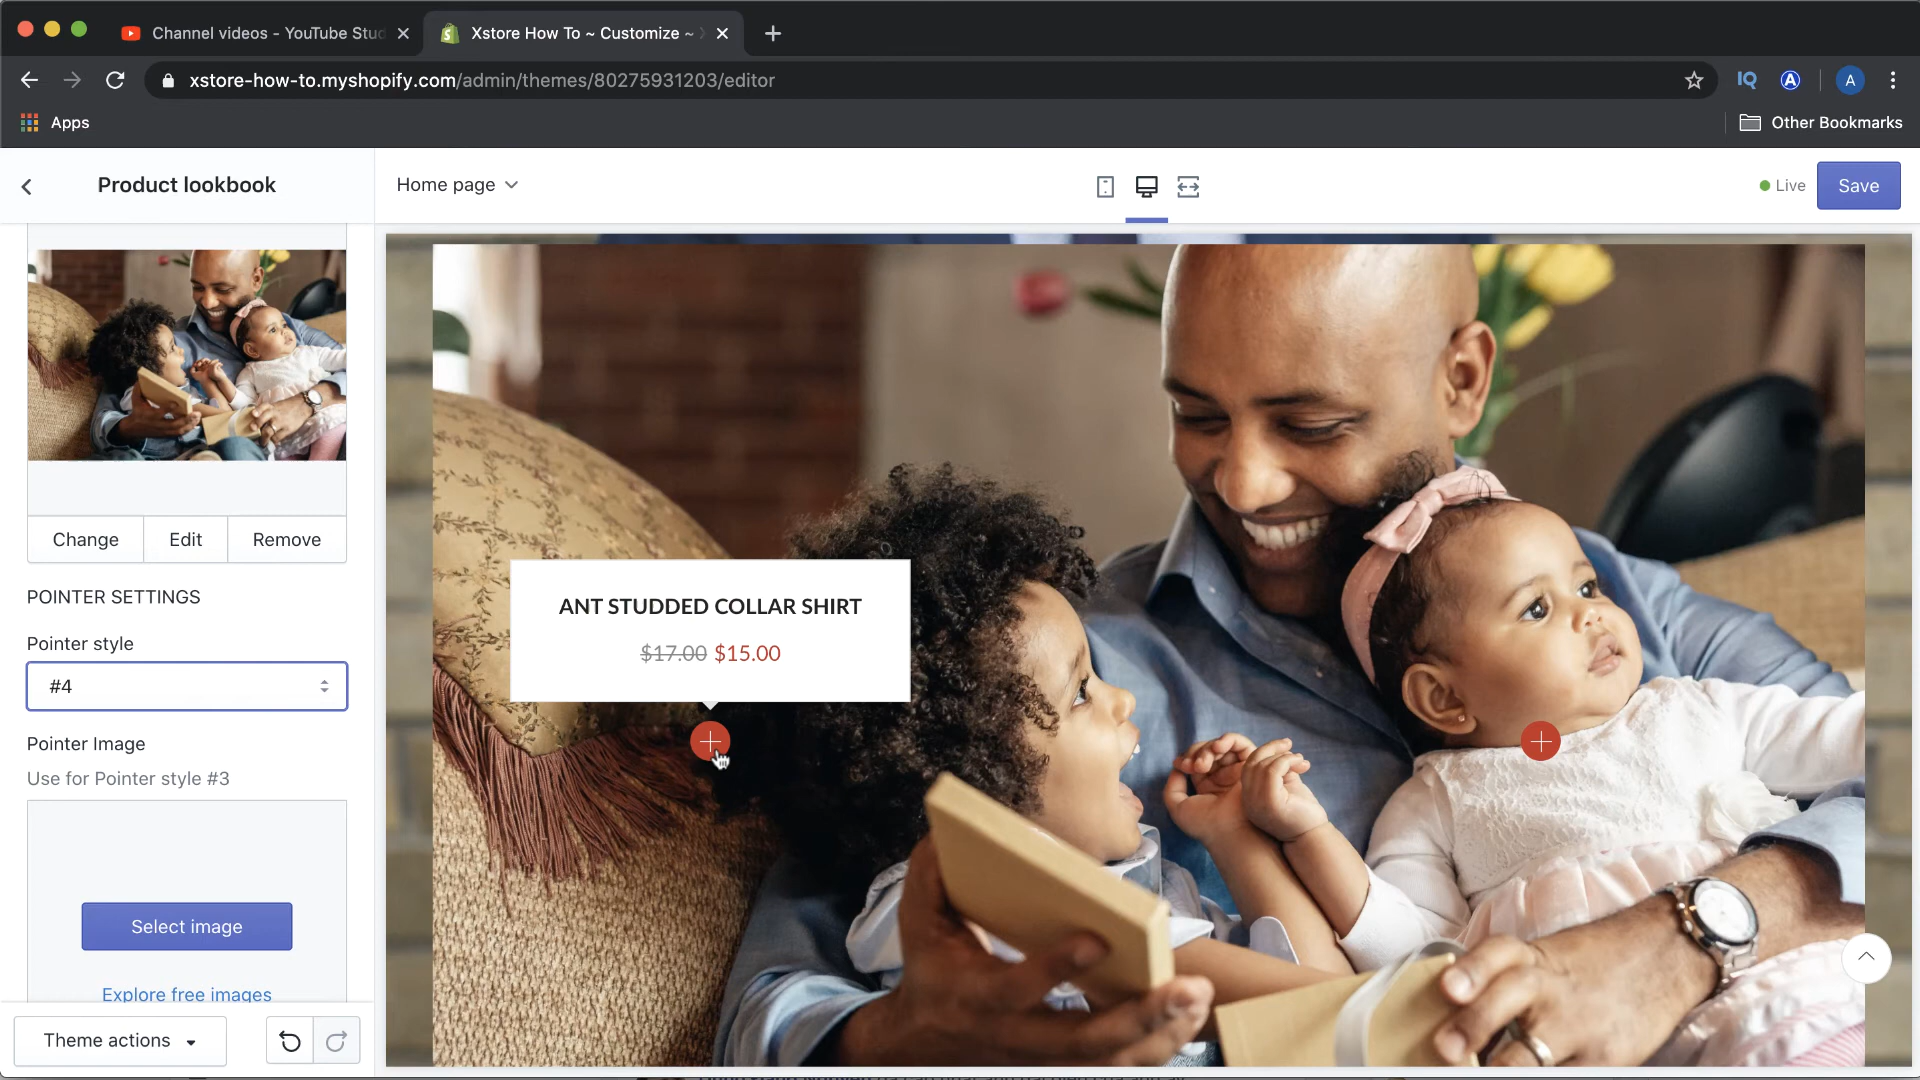 Channel videos - YouTube Stud
Xstore How To ~ Customize ~
xstore-how-to.myshopify.com/admin/themes/80275931203/editor
IQ
A
A
Apps
Other Bookmarks
Product lookbook
Home page
Live
Save
Change
Edit
Remove
POINTER SETTINGS
Pointer style
#4
Pointer Image
Use for Pointer style #3
Select image
Explore free images
Theme actions
ANT STUDDED COLLAR SHIRT
$17.00 $15.00